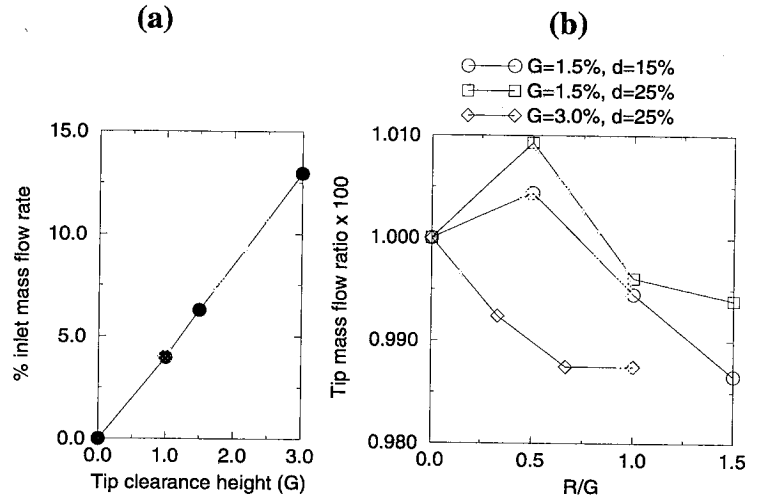 (a)
15.0
10.0
5.0
0.0
% inlet mass flow rate
0.0 1.0 2.0 3.0
Tip clearance height (G)
(b)
G=1.5%, d=15%
G=1.5%, d=25%
G=3.0%, d=25%
1.010
1.000
0.990
0.980
Tip mass flow ratio x 100
0.0 0.5 1.0 1.5
R/G